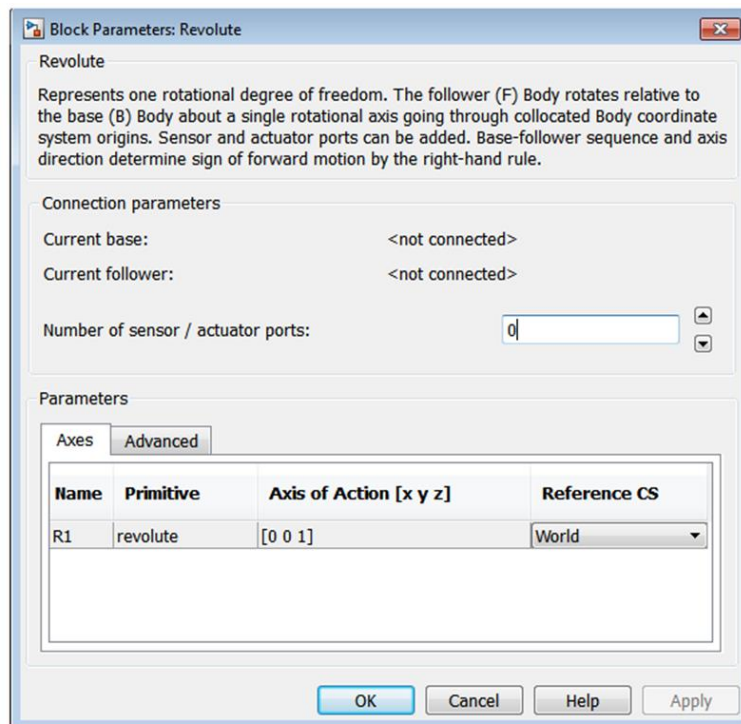 Block Parameters: Revolute
Revolute
Represents one rotational degree of freedom. The follower (F) Body rotates relative to
the base (B) Body about a single rotational axis going through collocated Body coordinate
system origins. Sensor and actuator ports can be added. Base-follower sequence and axis
direction determine sign of forward motion by the right-hand rule.
Connection parameters
Current base: <not connected>
Current follower: <not connected>
Number of sensor / actuator ports: 0
Parameters
Axes Advanced
Name Primitive Axis of Action [x y z] Reference CS
R1 revolute [0 0 1] World
OK Cancel Help Apply